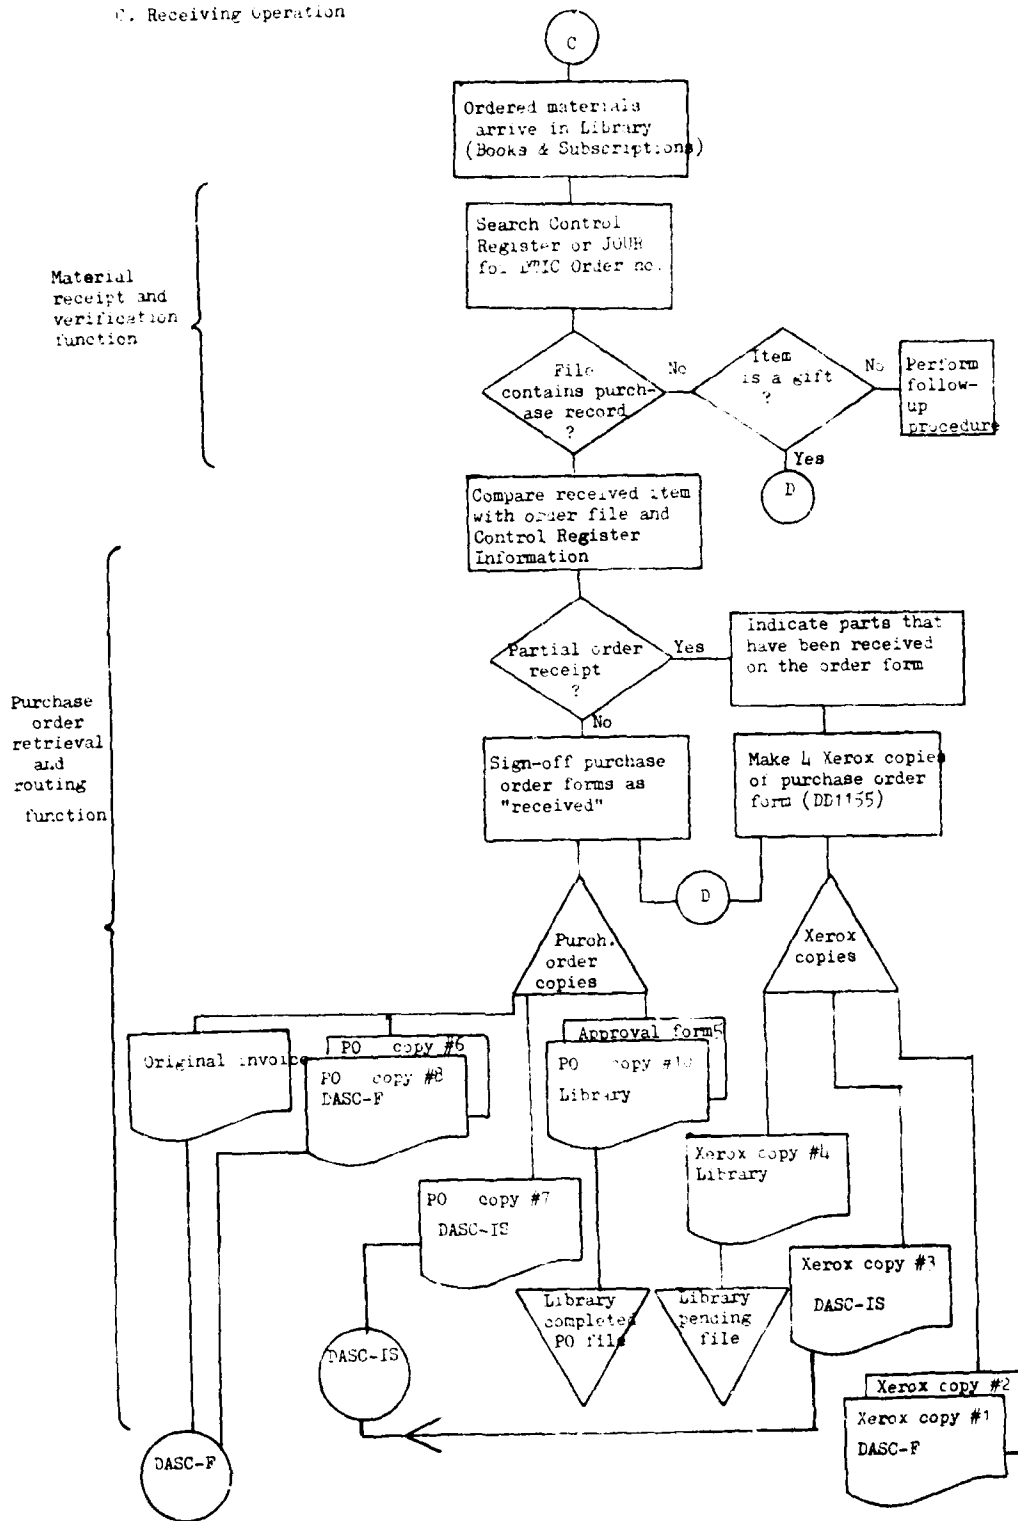 C. Receiving Operation
C
Ordered materials
arrive in Library
(Books & Subscriptions)
Search Control
Register or JOUR
for DTIC Order no.
Material
receipt and
verification
function
File
contains purch-
ase record
?
No
Item
is a gift
?
No
Perform
follow-
up
procedure
Yes
D
Compare received item
with order file and
Control Register
Information
Partial order
receipt
?
Yes
Indicate parts that
have been received
on the order form
No
Purchase
order
retrieval
and
routing
function
Sign-off purchase
order forms as
"received"
Make 4 Xerox copies
of purchase order
form (DD1155)
D
Purch.
order
copies
Xerox
copies
Original invoice
PO copy #6
PO copy #8
DASC-F
Approval form5
PO copy #10
Library
Xerox copy #4
Library
PO copy #7
DASC-IS
Xerox copy #3
DASC-IS
Library
completed
PO file
Library
pending
file
DASC-IS
Xerox copy #2
Xerox copy #1
DASC-F
DASC-F